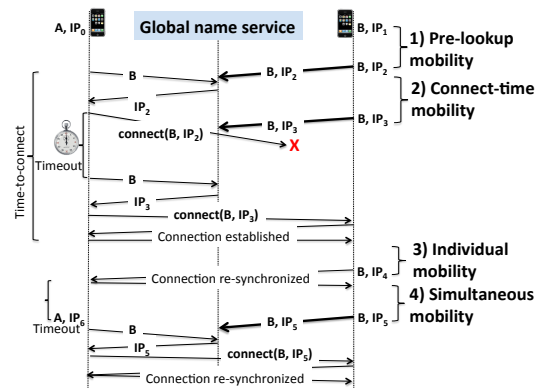 A, IP0
Global name service
B, IP1
1) Pre-lookup
mobility
B, IP2
B, IP2
B
2) Connect-time
mobility
IP2
connect(B, IP2)
B, IP3
B, IP3
X
Time-to-connect
Timeout
B
IP3
connect(B, IP3)
Connection established
3) Individual
mobility
B, IP4
Connection re-synchronized
4) Simultaneous
mobility
A, IP6
Timeout
B
B, IP5
B, IP5
IP5
connect(B, IP5)
Connection re-synchronized